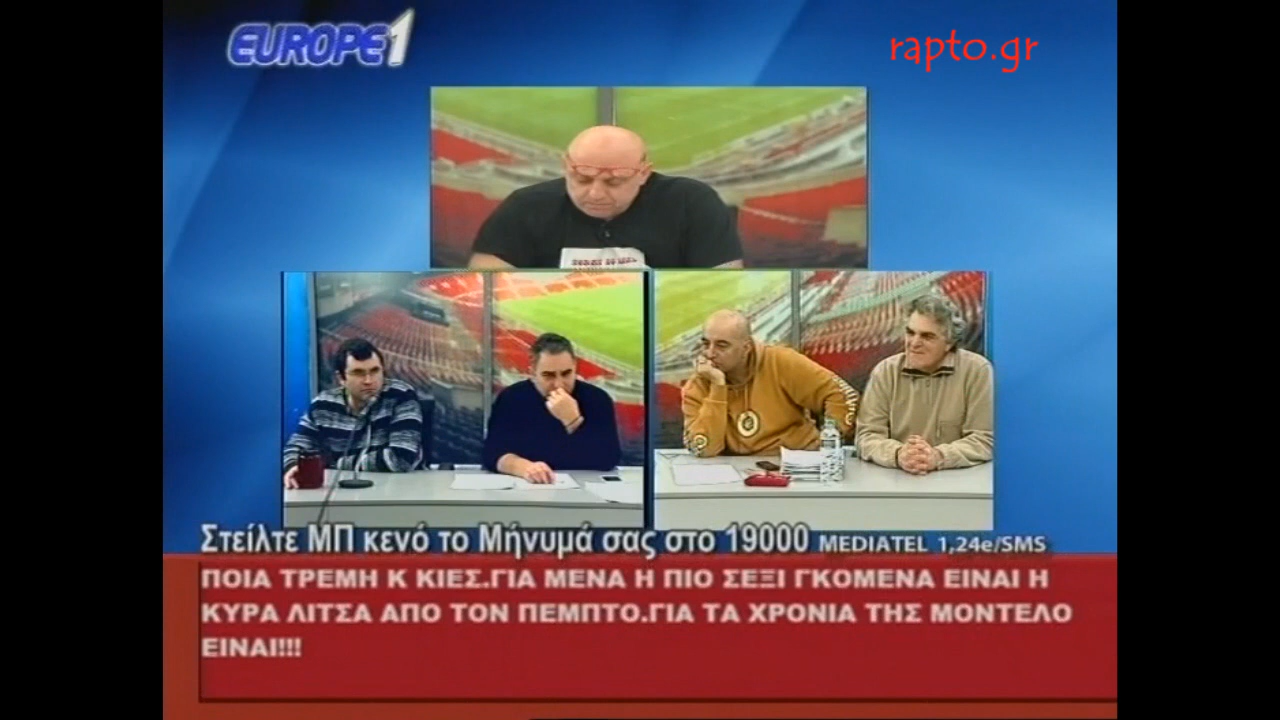 EUROPE1
rapto.gr
Στείλτε ΜΠ κενό το Μήνυμά σας στο 19000 MEDIATEL 1,24e/SMS
ΠΟΙΑ ΤΡΕΜΗ Κ ΚΙΕΣ.ΓΙΑ ΜΕΝΑ Η ΠΙΟ ΣΕΞΙ ΓΚΟΜΕΝΑ ΕΙΝΑΙ Η
ΚΥΡΑ ΛΙΤΣΑ ΑΠΟ ΤΟΝ ΠΕΜΠΤΟ.ΓΙΑ ΤΑ ΧΡΟΝΙΑ ΤΗΣ ΜΟΝΤΕΛΟ
ΕΙΝΑΙ!!!